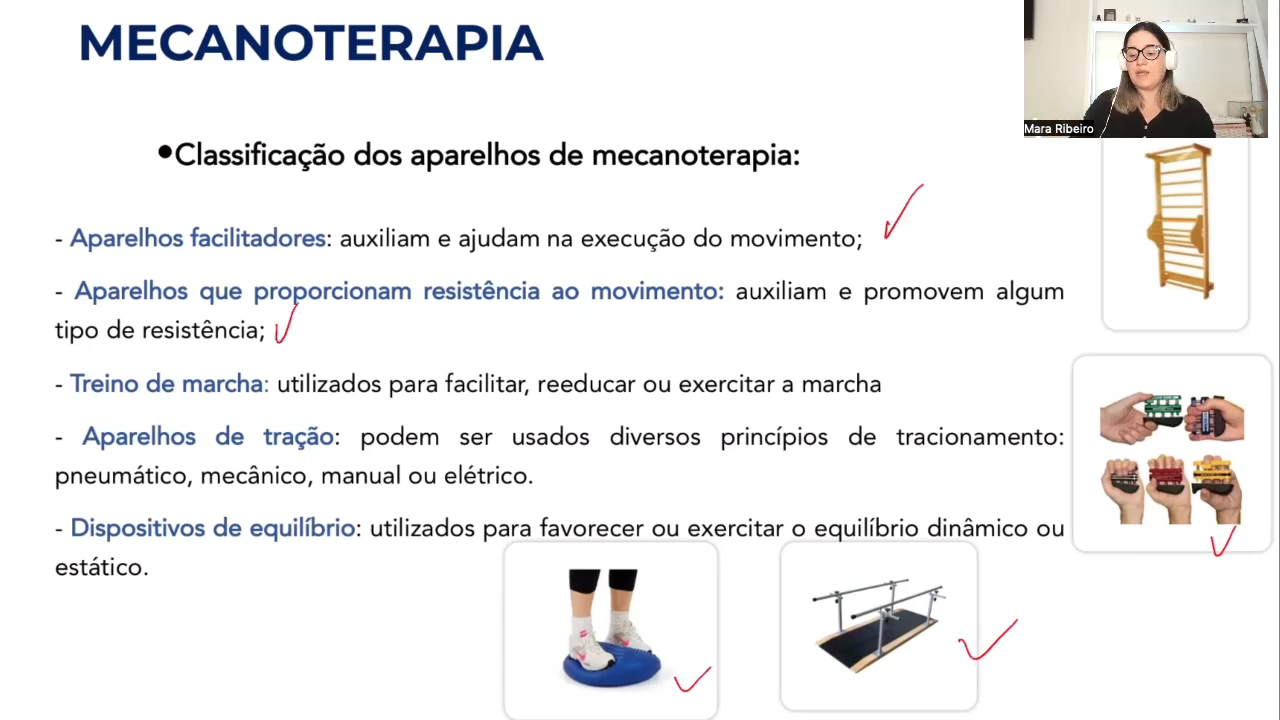 MECANOTERAPIA
Mara Ribeiro
•Classificação dos aparelhos de mecanoterapia:
- Aparelhos facilitadores: auxiliam e ajudam na execução do movimento;
- Aparelhos que proporcionam resistência ao movimento: auxiliam e promovem algum
tipo de resistência;
- Treino de marcha: utilizados para facilitar, reeducar ou exercitar a marcha
- Aparelhos de tração: podem ser usados diversos princípios de tracionamento:
pneumático, mecânico, manual ou elétrico.
- Dispositivos de equilíbrio: utilizados para favorecer ou exercitar o equilíbrio dinâmico ou
estático.